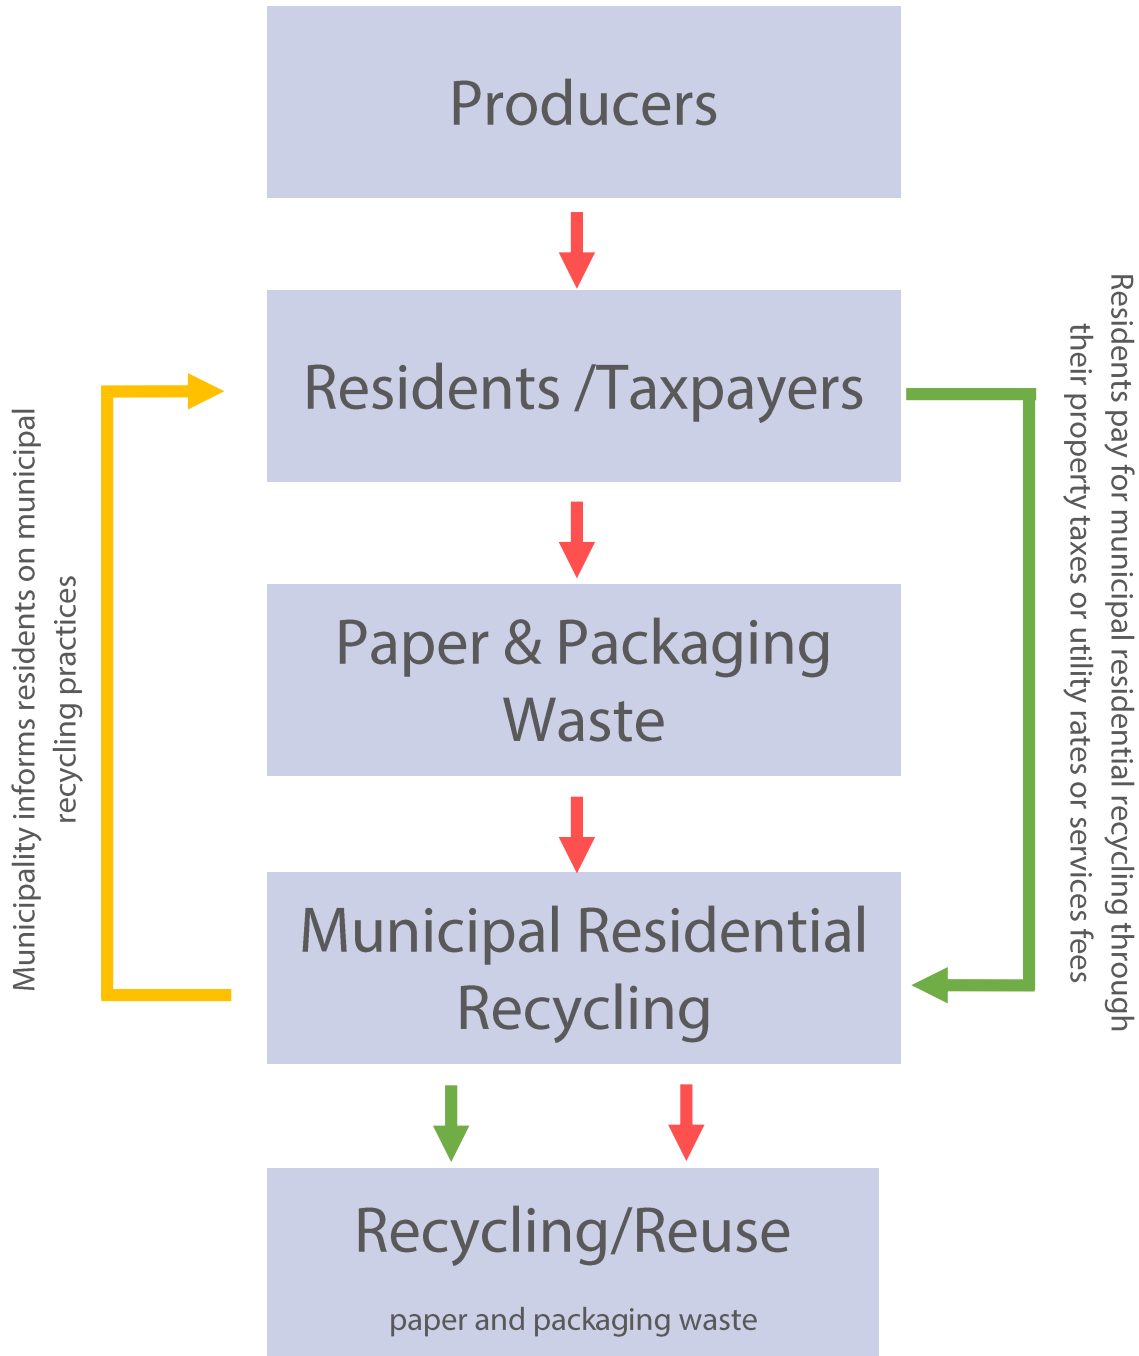 Producers
Residents /Taxpayers
Paper & Packaging
Waste
Municipal Residential
Recycling
Recycling/Reuse
paper and packaging waste
Municipality informs residents on municipal
recycling practices
Residents pay for municipal residential recycling through
their property taxes or utility rates or services fees